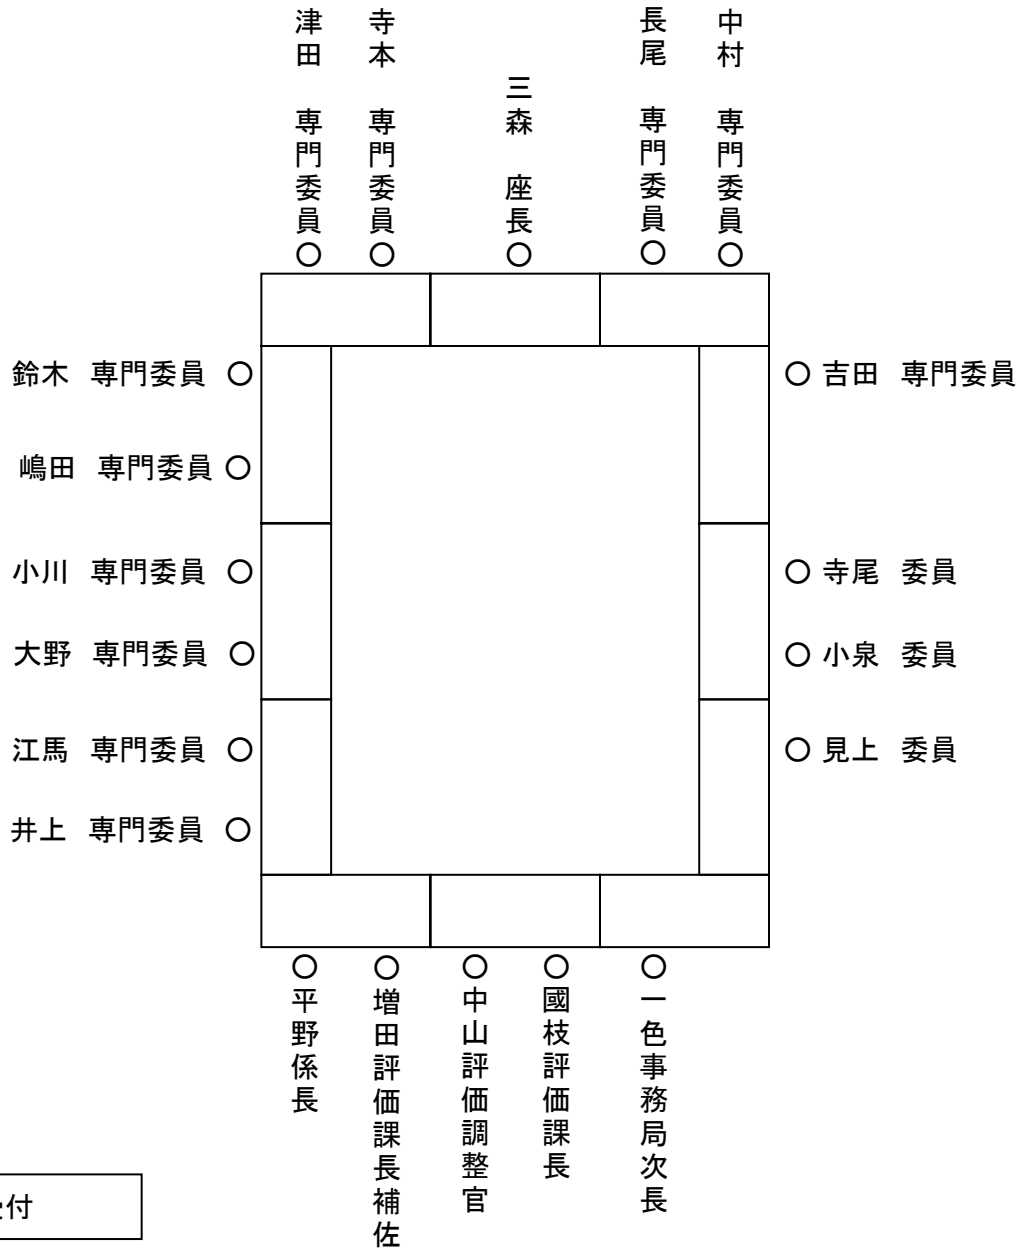 津田　専門委員
寺本　専門委員
三森　座長
長尾　専門委員
中村　専門委員
鈴木　専門委員
吉田　専門委員
嶋田　専門委員
小川　専門委員
寺尾　委員
大野　専門委員
小泉　委員
江馬　専門委員
見上　委員
井上　専門委員
平野係長
増田評価課長補佐
中山評価調整官
國枝評価課長
一色事務局次長
付